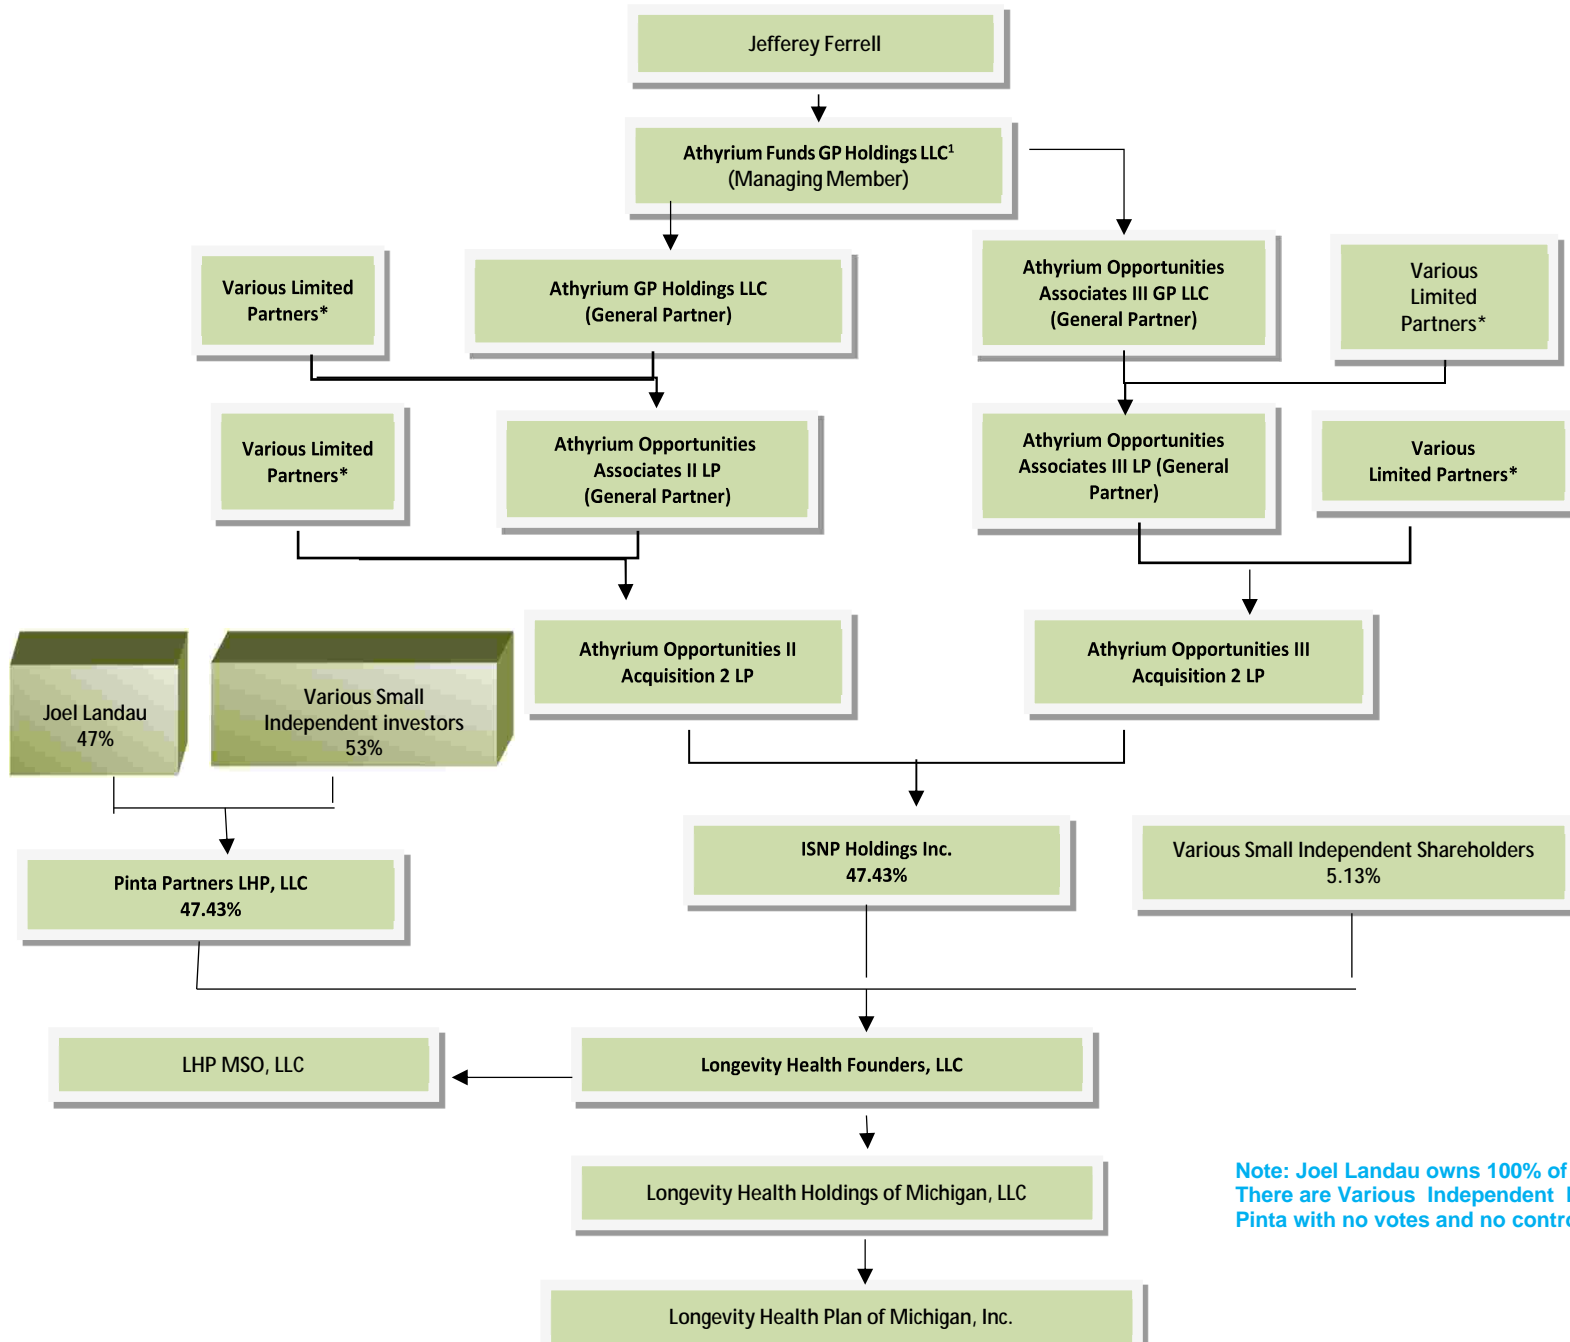 Jefferey Ferrell
Athyrium Funds GP Holdings LLC¹
(Managing Member)
Various Limited
Partners*
Athyrium GP Holdings LLC
(General Partner)
Athyrium Opportunities
Associates III GP LLC
(General Partner)
Various
Limited
Partners*
Various Limited
Partners*
Athyrium Opportunities
Associates II LP
(General Partner)
Athyrium Opportunities
Associates III LP (General
Partner)
Various
Limited Partners*
Joel Landau
47%
Various Small
Independent investors
53%
Athyrium Opportunities II
Acquisition 2 LP
Athyrium Opportunities III
Acquisition 2 LP
Pinta Partners LHP, LLC
47.43%
ISNP Holdings Inc.
47.43%
Various Small Independent Shareholders
5.13%
LHP MSO, LLC
Longevity Health Founders, LLC
Longevity Health Holdings of Michigan, LLC
Note: Joel Landau owns 100% of
There are Various Independent
Pinta with no votes and no
Longevity Health Plan of Michigan, Inc.